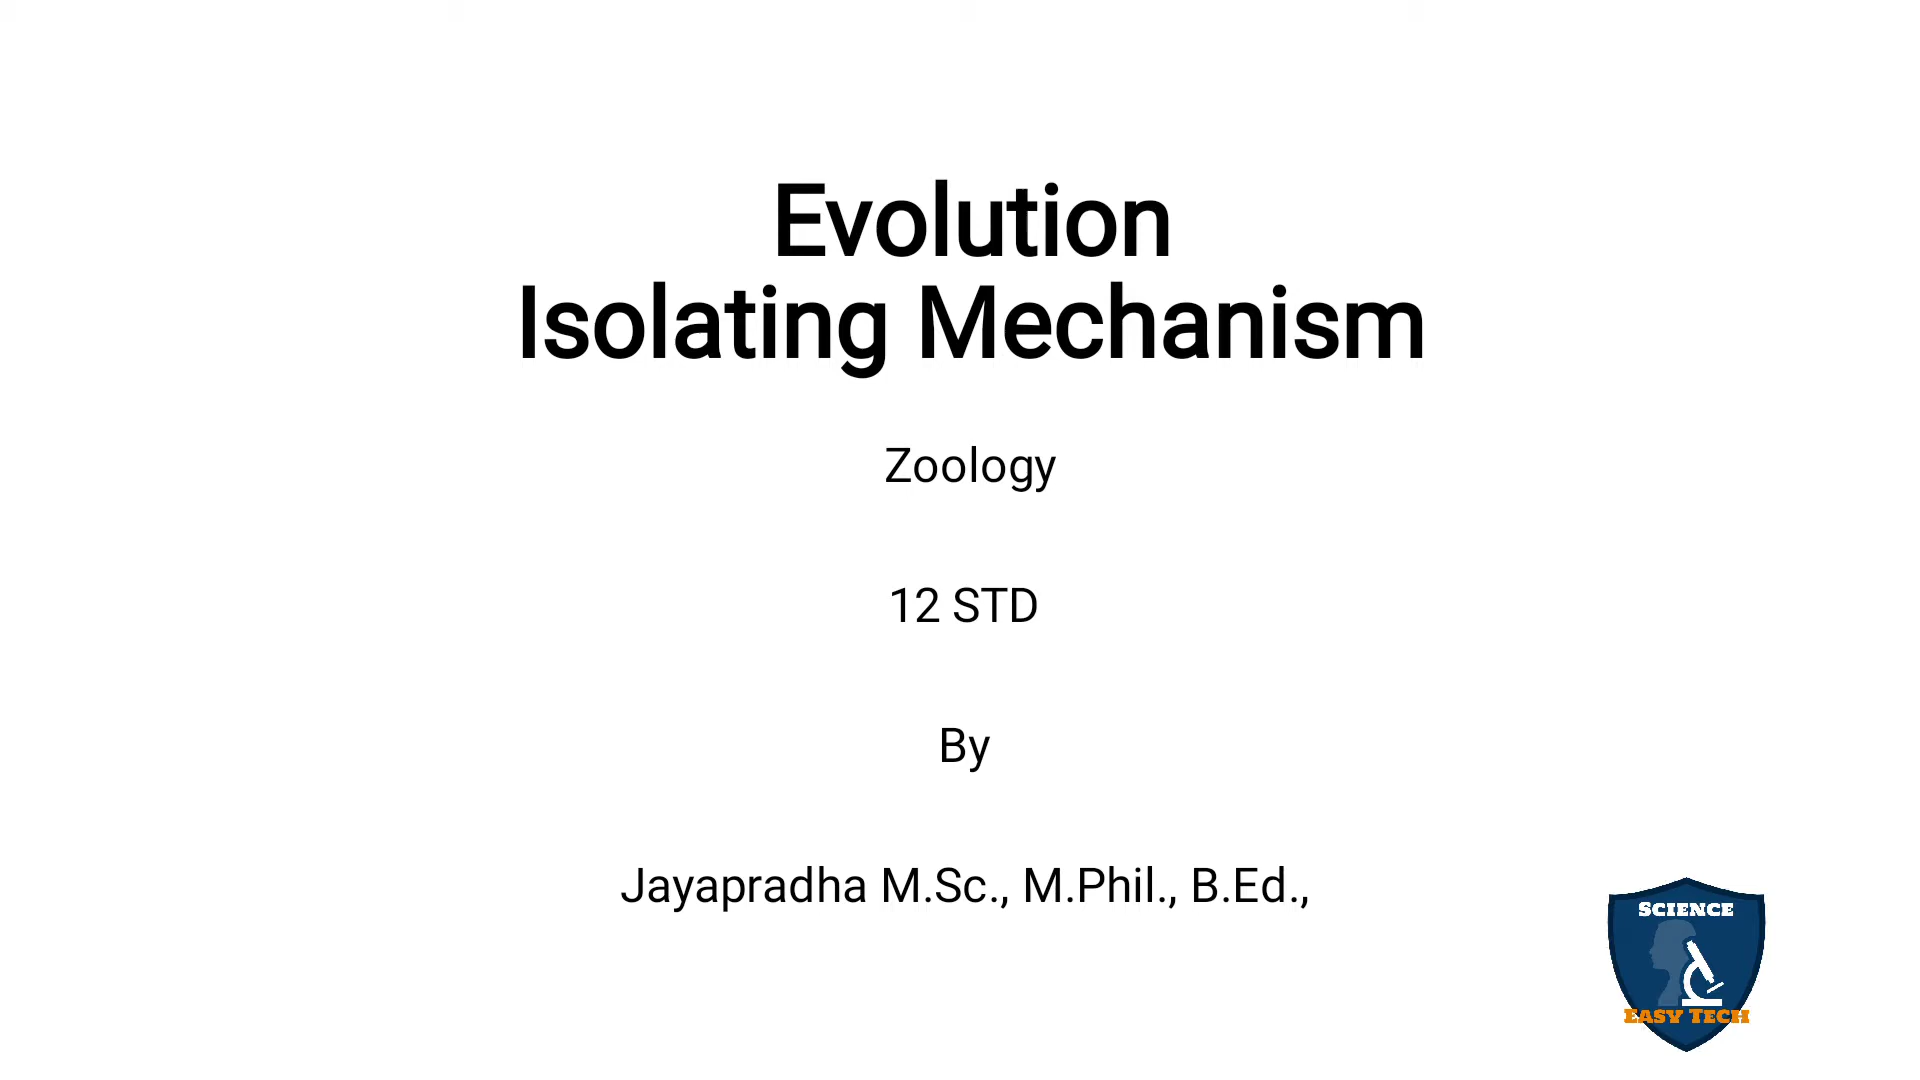 Evolution
Isolating Mechanism
Zoology
12 STD
By
Jayapradha M.Sc., M.Phil., B.Ed.,
SCIENCE
EASY TECH